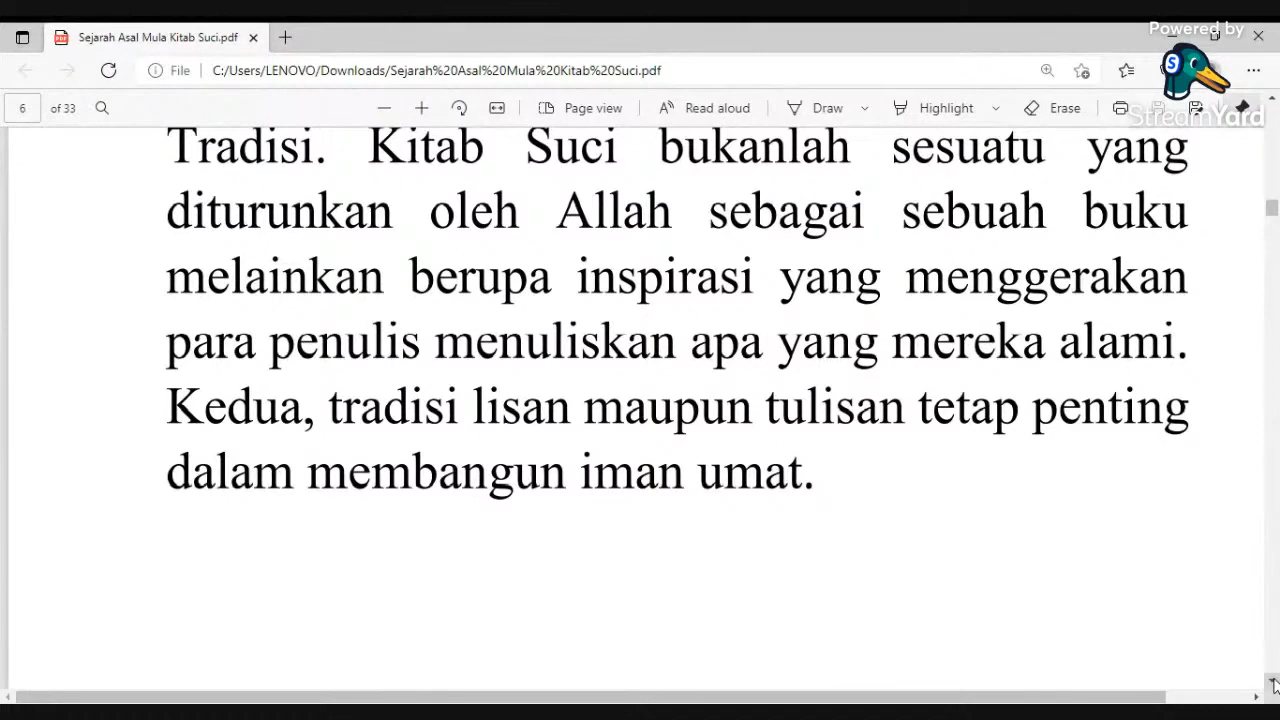 Powered by
Sejarah Asal Mula Kitab Suci.pdf
File C:/Users/LENOVO/Downloads/Sejarah%20Asal%20Mula%20Kitab%20Suci.pdf
6 of 33 Page view Read aloud Draw Highlight Erase
StreamYard
Tradisi. Kitab Suci bukanlah sesuatu yang
diturunkan oleh Allah sebagai sebuah buku
melainkan berupa inspirasi yang menggerakan
para penulis menuliskan apa yang mereka alami.
Kedua, tradisi lisan maupun tulisan tetap penting
dalam membangun iman umat.